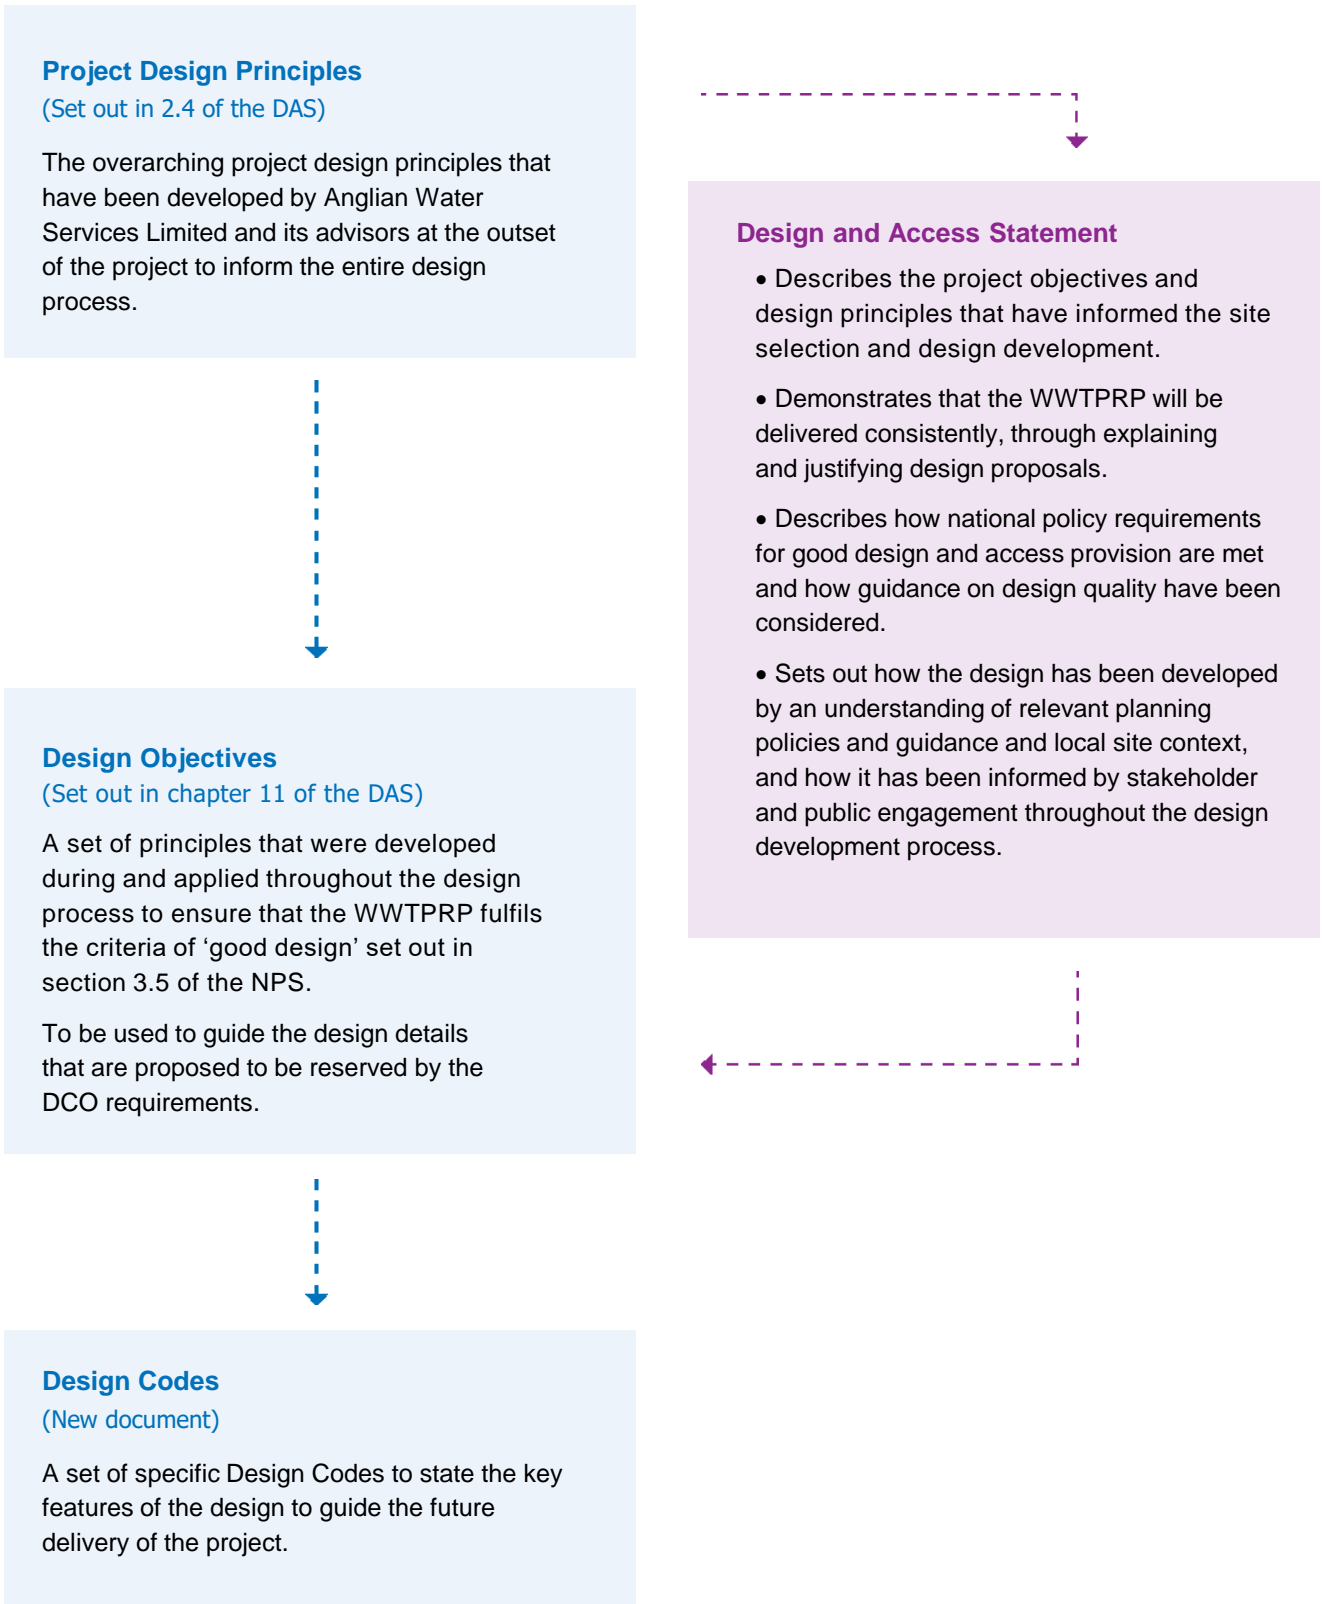 Project Design Principles
(Set out in 2.4 of the DAS)
The overarching project design principles that
have been developed by Anglian Water
Services Limited and its advisors at the outset
of the project to inform the entire design
process.
Design and Access Statement
• Describes the project objectives and
design principles that have informed the site
selection and design development.
• Demonstrates that the WWTPRP will be
delivered consistently, through explaining
and justifying design proposals.
• Describes how national policy requirements
for good design and access provision are met
and how guidance on design quality have been
considered.
• Sets out how the design has been developed
by an understanding of relevant planning
policies and guidance and local site context,
and how it has been informed by stakeholder
and public engagement throughout the design
development process.
Design Objectives
(Set out in chapter 11 of the DAS)
A set of principles that were developed
during and applied throughout the design
process to ensure that the WWTPRP fulfils
the criteria of ‘good design’ set out in
section 3.5 of the NPS.
To be used to guide the design details
that are proposed to be reserved by the
DCO requirements.
Design Codes
(New document)
A set of specific Design Codes to state the key
features of the design to guide the future
delivery of the project.